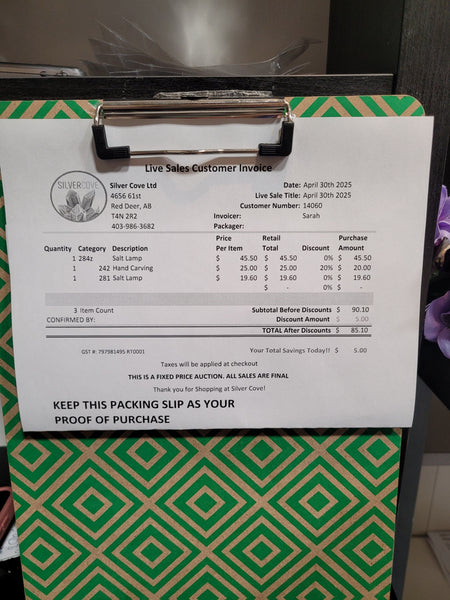 Live Sales Customer Invoice
SILVERCOVE
Silver Cove Ltd
4656 61st
Red Deer, AB
T4N 2R2
403-986-3682
Date: April 30th 2025
Live Sale Title: April 30th 2025
Customer Number: 14060
Invoicer: Sarah
Packager:
Quantity Category Description Price Per Item Retail Total Discount Purchase Amount
1 284z Salt Lamp $ 45.50 $ 45.50 0% $ 45.50
1 242 Hand Carving $ 25.00 $ 25.00 20% $ 20.00
1 281 Salt Lamp $ 19.60 $ 19.60 0% $ 19.60
$ - 0% $ -
3 Item Count Subtotal Before Discounts $ 90.10
CONFIRMED BY: Discount Amount $ 5.00
TOTAL After Discounts $ 85.10
GST #: 797981495 RT0001 Your Total Savings Today!! $ 5.00
Taxes will be applied at checkout
THIS IS A FIXED PRICE AUCTION. ALL SALES ARE FINAL
Thank you for Shopping at Silver Cove!
KEEP THIS PACKING SLIP AS YOUR
PROOF OF PURCHASE